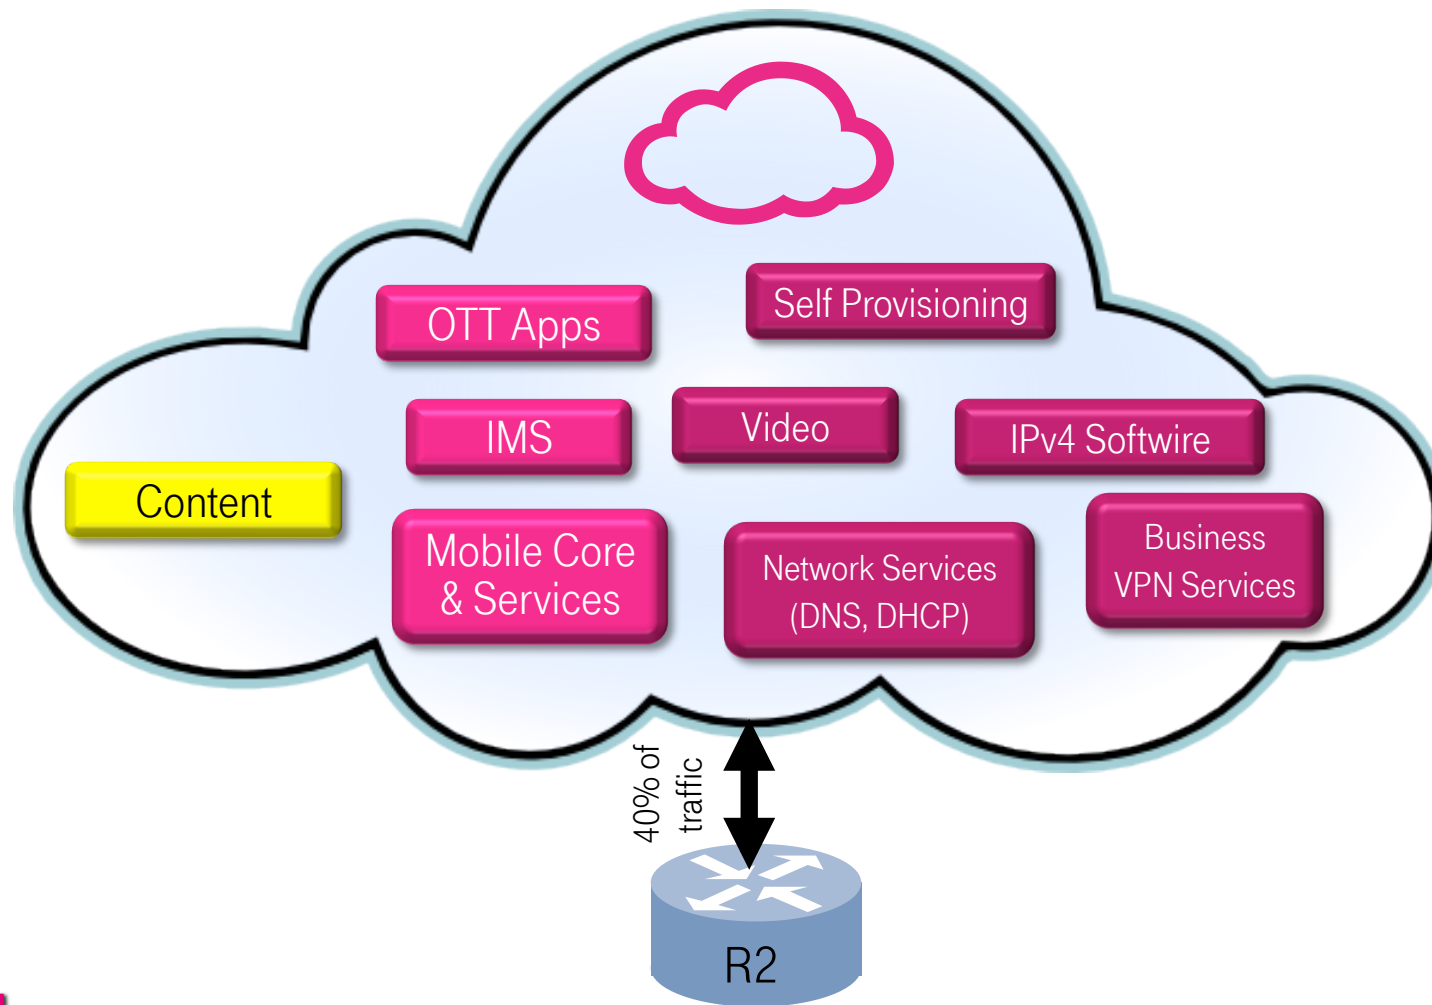 OTT Apps
Self Provisioning
IMS
Video
IPv4 Softwire
Content
Mobile Core
& Services
Network Services
(DNS, DHCP)
Business
VPN Services
40% of
traffic
R2